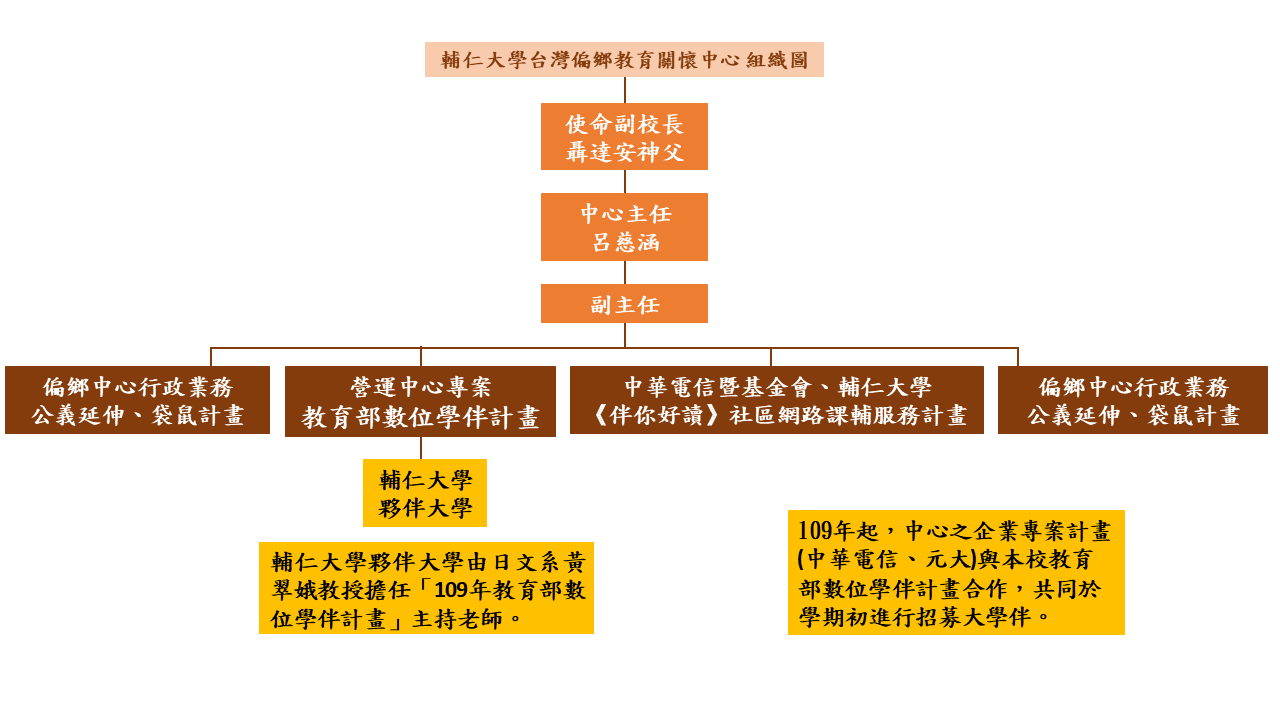 輔仁大學台灣偏鄉教育關懷中心 組織圖
使命副校長
聶達安神父
中心主任
呂慈涵
副主任
偏鄉中心行政業務
公義延伸、袋鼠計畫
營運中心專案
教育部數位學伴計畫
中華電信暨基金會、輔仁大學
《伴你好讀》社區網路課輔服務計畫
偏鄉中心行政業務
公義延伸、袋鼠計畫
輔仁大學
夥伴大學
輔仁大學夥伴大學由日文系黃
翠娥教授擔任「109年教育部數
位學伴計畫」主持老師。
109年起，中心之企業專案計畫
(中華電信、元大)與本校教育
部數位學伴計畫合作，共同於
學期初進行招募大學伴。